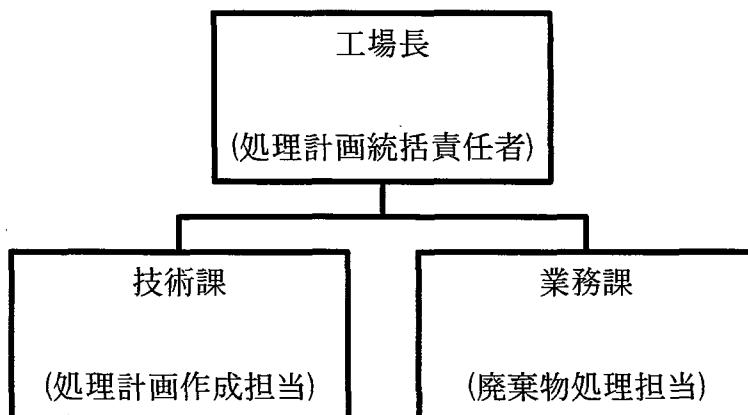 工場長
(処理計画統括責任者)
技術課
(処理計画作成担当)
業務課
(廃棄物処理担当)